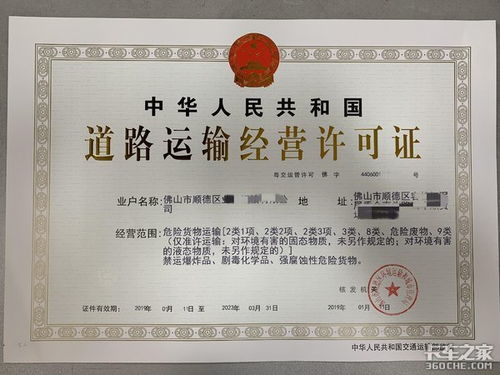 中华人民共和国
道路运输经营许可证
粤交运管许可 佛 字 4406001 号
业户名称: 佛山市顺德区 司 地 址: 佛山市顺德区
经营范围: 危险货物运输[2类1项、2类2项、2类3项、3类、8类、危险废物、9类
(仅准许运输:对环境有害的固态物质,未另作规定的;对环境有害
的液态物质,未另作规定的)]
禁运爆炸品、剧毒化学品、强腐蚀性危险货物。
核发机关
证件有效期: 2019年 01月 11日至 2023年 03月 31日 2019年 01月
中华人民共和国交通运输部监制
卡车之家
360che.com